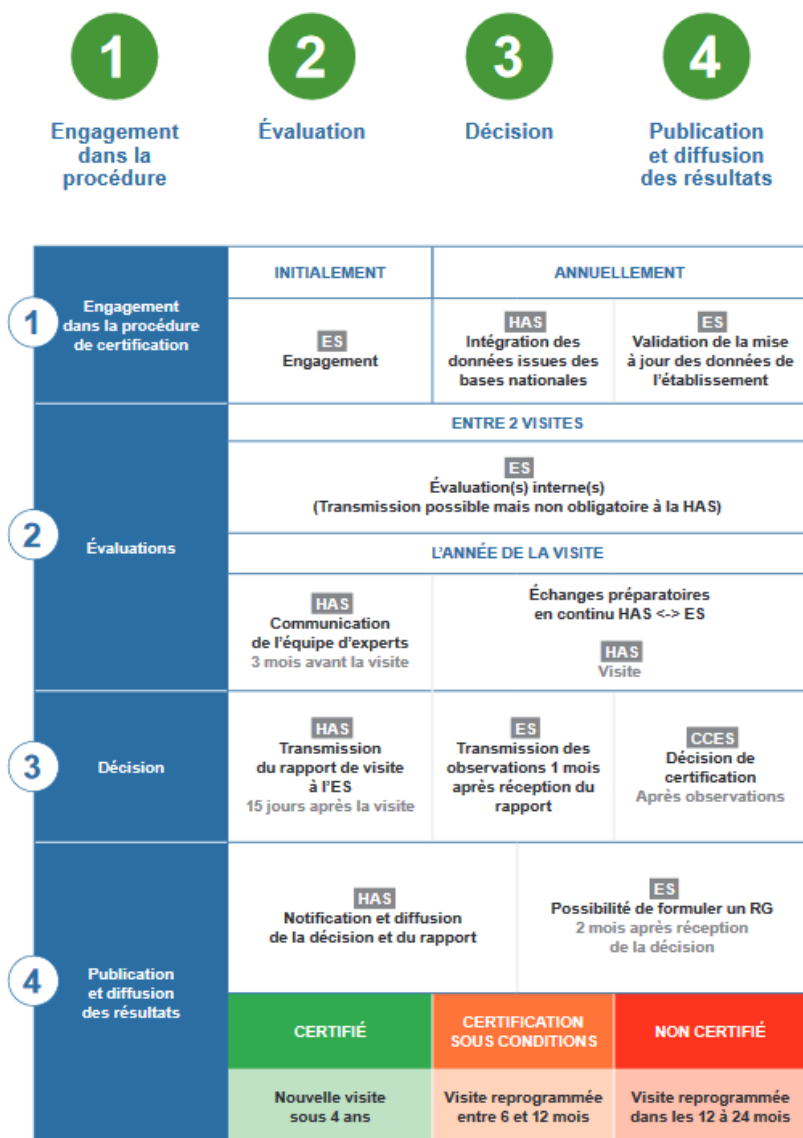 1
Engagement
dans la
procédure
2
Évaluation
3
Décision
4
Publication
et diffusion
des résultats
1
Engagement
dans la procédure
de certification
INITIALEMENT
ANNUELLEMENT
ES
Engagement
HAS
Intégration des
données issues des
bases nationales
ES
Validation de la mise
à jour des données de
l'établissement
2
Évaluations
ENTRE 2 VISITES
ES
Évaluation(s) interne(s)
(Transmission possible mais non obligatoire à la HAS)
L'ANNÉE DE LA VISITE
HAS
Communication
de l'équipe d'experts
3 mois avant la visite
Échanges préparatoires
en continu HAS <-> ES
HAS
Visite
3
Décision
HAS
Transmission
du rapport de visite
à l'ES
15 jours après la visite
ES
Transmission des
observations 1 mois
après réception du
rapport
CCES
Décision de
certification
Après observations
4
Publication
et diffusion
des résultats
HAS
Notification et diffusion
de la décision et du rapport
ES
Possibilité de formuler un RG
2 mois après réception
de la décision
CERTIFIÉ
CERTIFICATION
SOUS CONDITIONS
NON CERTIFIÉ
Nouvelle visite
sous 4 ans
Visite reprogrammée
entre 6 et 12 mois
Visite reprogrammée
dans les 12 à 24 mois